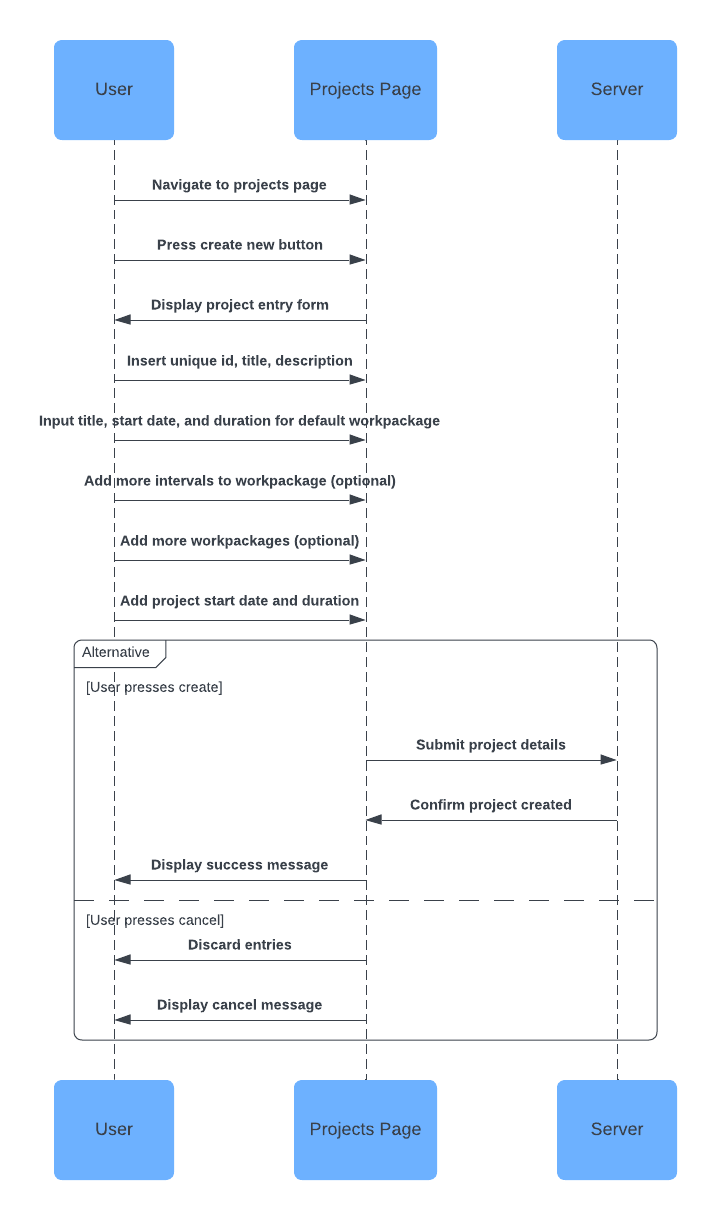 User
Projects Page
Server
Navigate to projects page
Press create new button
Display project entry form
Insert unique id, title, description
Input title, start date, and duration for default workpackage
Add more intervals to workpackage (optional)
Add more workpackages (optional)
Add project start date and duration
Alternative
[User presses create]
Submit project details
Confirm project created
Display success message
[User presses cancel]
Discard entries
Display cancel message
User
Projects Page
Server